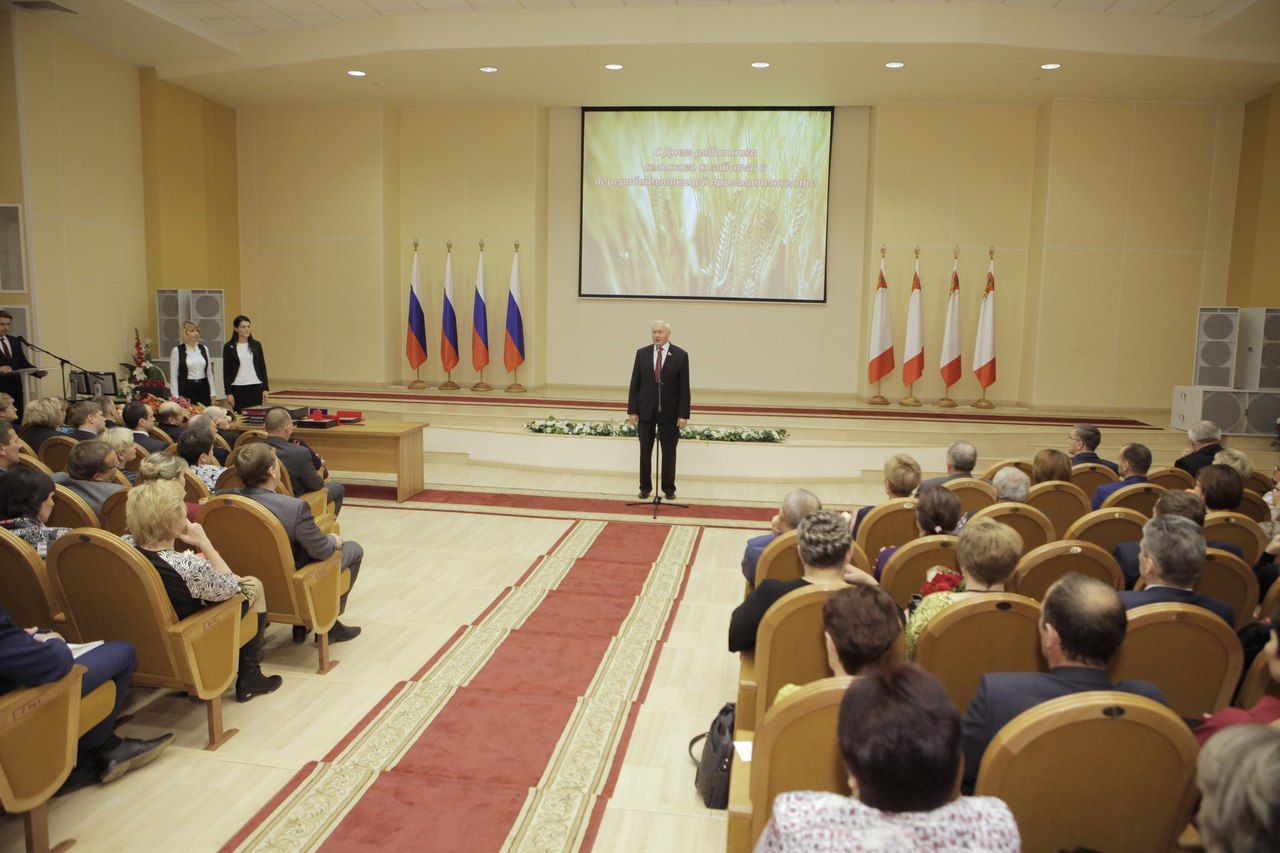 С Днем работника
сельского хозяйства и
перерабатывающей промышленности!